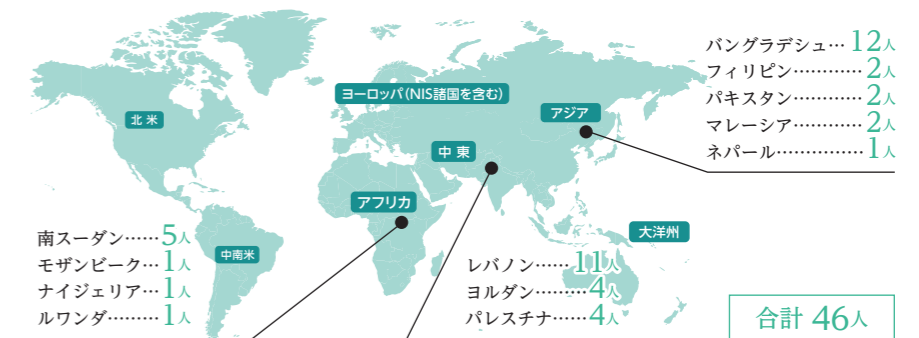 北米
ヨーロッパ(NIS諸国を含む)
アジア
中東
アフリカ
中南米
大洋州
バングラデシュ… 12人
フィリピン………… 2人
パキスタン………… 2人
マレーシア………… 2人
ネパール…………… 1人
南スーダン…… 5人
モザンビーク… 1人
ナイジェリア… 1人
ルワンダ……… 1人
レバノン…… 11人
ヨルダン……… 4人
パレスチナ…… 4人
合計 46人